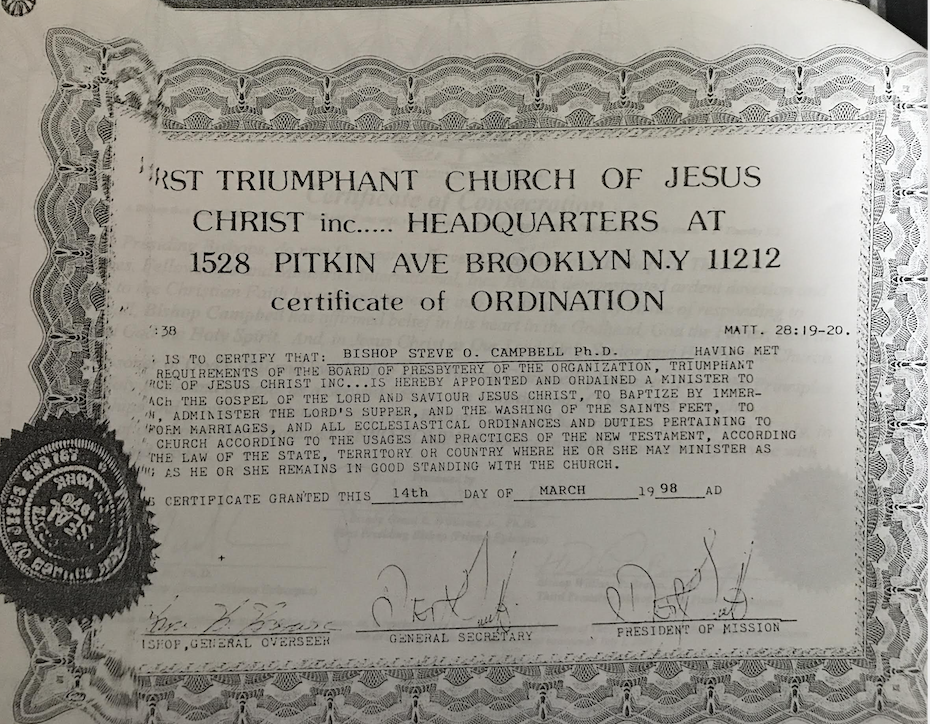 RST TRIUMPHANT CHURCH OF JESUS
CHRIST inc..... HEADQUARTERS AT
1528 PITKIN AVE BROOKLYN N.Y 11212
certificate of ORDINATION
:38 MATT. 28:19-20.
IS TO CERTIFY THAT: BISHOP STEVE O. CAMPBELL Ph.D. HAVING MET
REQUIREMENTS OF THE BOARD OF PRESBYTERY OF THE ORGANIZATION, TRIUMPHANT
RCH OF JESUS CHRIST INC...IS HEREBY APPOINTED AND ORDAINED A MINISTER TO
ACh THE GOSPEL OF THE LORD AND SAVIOUR JESUS CHRIST, TO BAPTIZE BY IMMER-
N, ADMINISTER THE LORD'S SUPPER, AND THE WASHING OF THE SAINTS FEET, TO
FORM MARRIAGES, AND ALL ECCLESIASTICAL ORDINANCES AND DUTIES PERTAINING TO
CHURCH ACCORDING TO THE USAGES AND PRACTICES OF THE NEW TESTAMENT, ACCORDING
THE LAW OF THE STATE, TERRITORY OR COUNTRY WHERE HE OR SHE MAY MINISTER AS
AS HE OR SHE REMAINS IN GOOD STANDING WITH THE CHURCH.
CERTIFICATE GRANTED THIS 14th DAY OF MARCH 1998 AD
ISHOP,GENERAL OVERSEER GENERAL SECRETARY PRESIDENT OF MISSION
SEAL